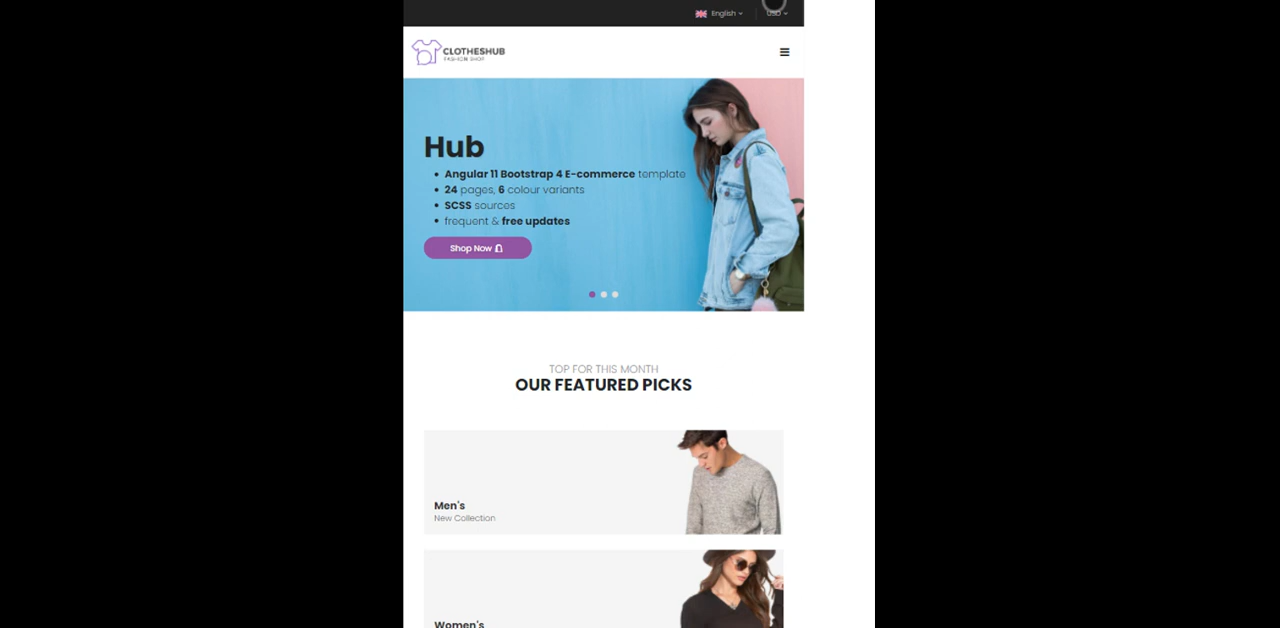 English
USD
CLOTHESHUB
FASHION SHOP
Hub
Angular 11 Bootstrap 4 E-commerce template
24 pages, 6 colour variants
SCSS sources
frequent & free updates
Shop Now
TOP FOR THIS MONTH
OUR FEATURED PICKS
Men's
New Collection
Women's